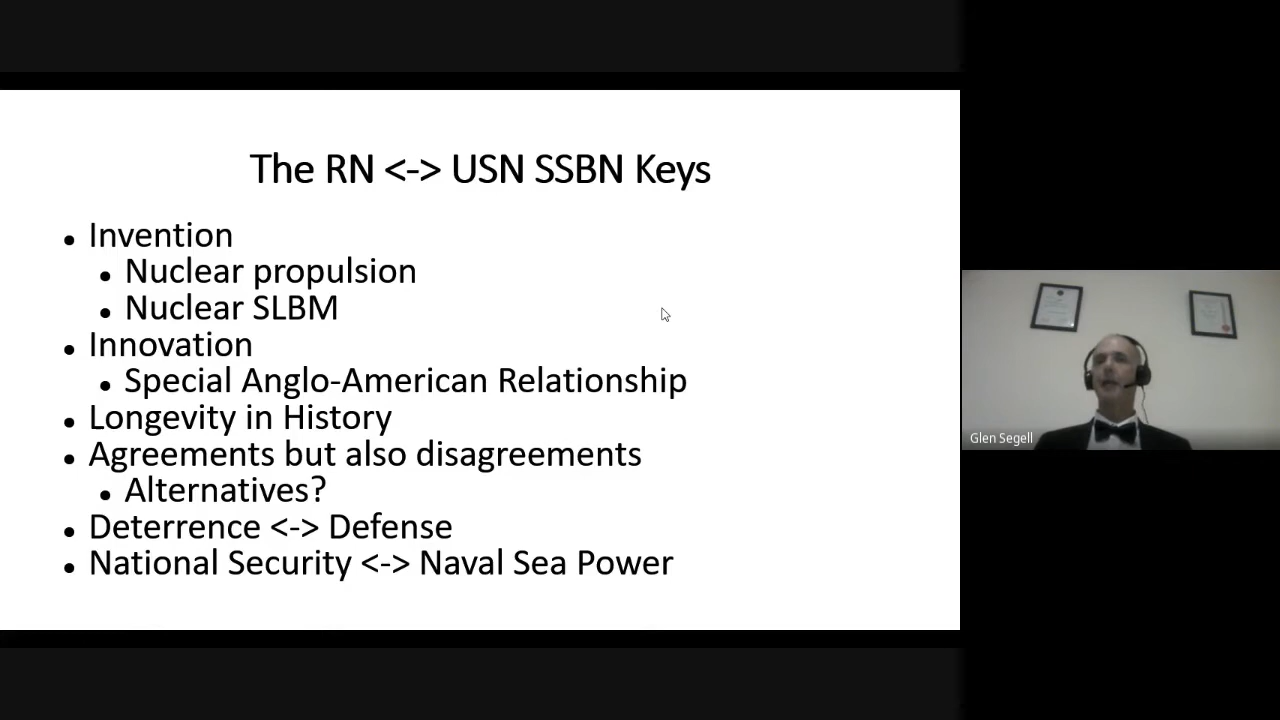 The RN <-> USN SSBN Keys
Invention
Nuclear propulsion
Nuclear SLBM
Innovation
Special Anglo-American Relationship
Longevity in History
Agreements but also disagreements
Alternatives?
Deterrence <-> Defense
National Security <-> Naval Sea Power
Glen Segell